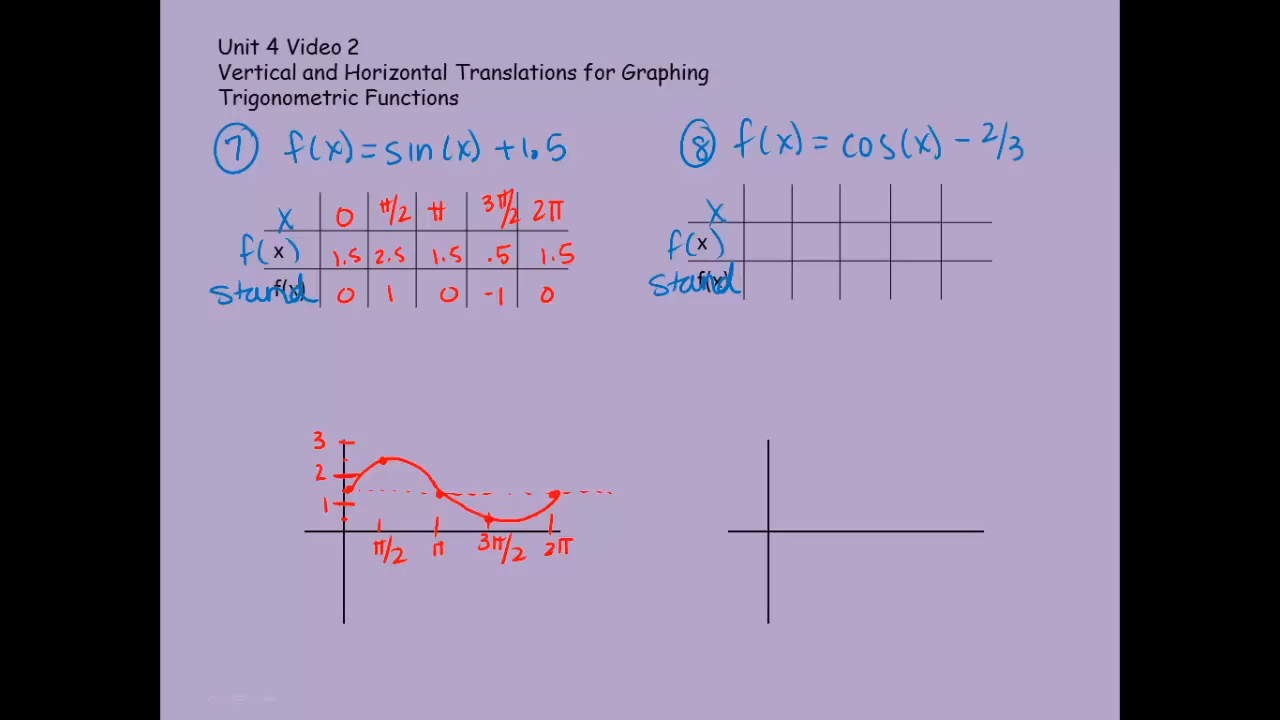 Unit 4 Video 2
Vertical and Horizontal Translations for Graphing
Trigonometric Functions
7 f(x) = sin(x) + 1.5
x 0 π/2 π 3π/2 2π
f(x) 1.5 2.5 1.5 .5 1.5
stand f(x) 0 1 0 -1 0
3
2
1
π/2 π 3π/2 2π
8 f(x) = cos(x) - 2/3
x
f(x)
stand f(x)